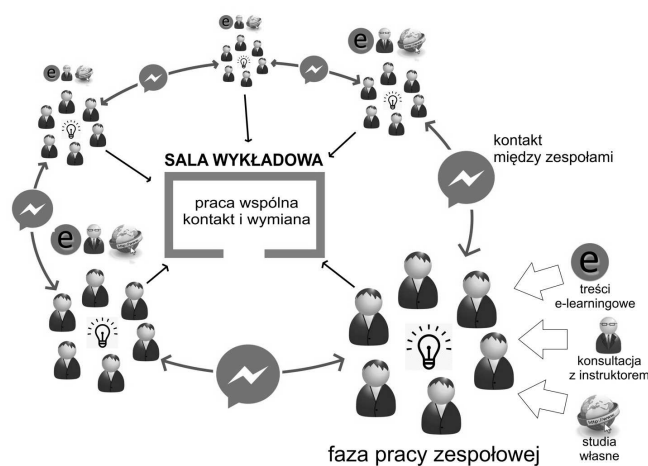 e
e
e
SALA WYKŁADOWA
praca wspólna
kontakt i wymiana
kontakt
między zespołami
e
e
treści
e-learningowe
konsultacja
z instruktorem
studia
własne
faza pracy zespołowej